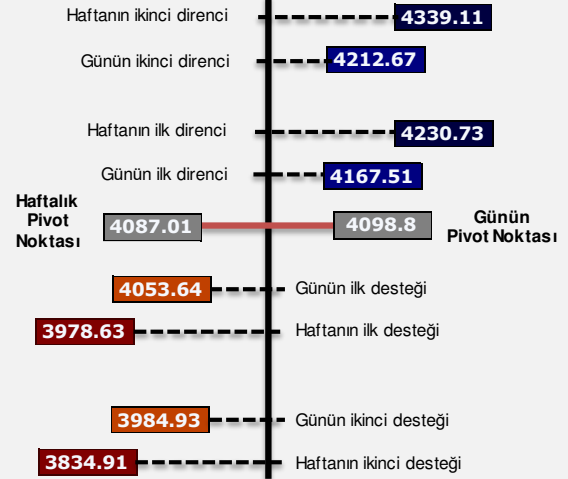 Haftanın ikinci direnci 4339.11
Günün ikinci direnci 4212.67
Haftanın ilk direnci 4230.73
Günün ilk direnci 4167.51
Haftalık
Pivot
Noktası
4087.01
4098.8
Günün
Pivot Noktası
4053.64 Günün ilk desteği
3978.63 Haftanın ilk desteği
3984.93 Günün ikinci desteği
3834.91 Haftanın ikinci desteği